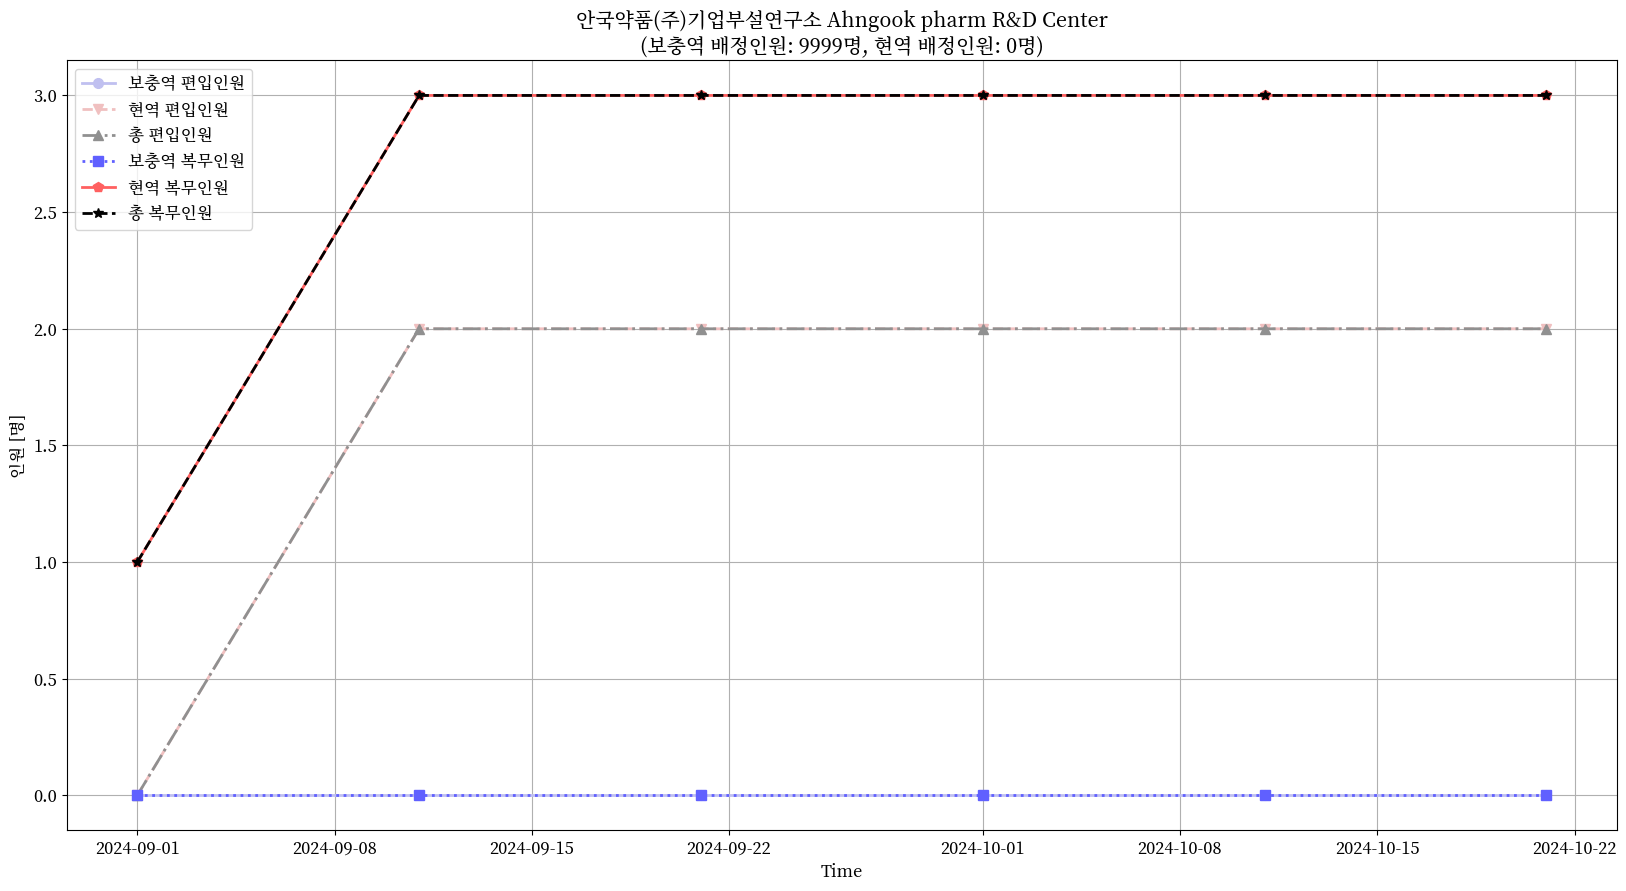 안국약품(주)기업부설연구소 Ahngook pharm R&D Center
(보충역 배정인원: 9999명, 현역 배정인원: 0명)
보충역 편입인원
현역 편입인원
총 편입인원
보충역 복무인원
현역 복무인원
총 복무인원
3.0
2.5
2.0
1.5
1.0
0.5
0.0
인원 [명]
2024-09-01 2024-09-08 2024-09-15 2024-09-22 2024-10-01 2024-10-08 2024-10-15 2024-10-22
Time